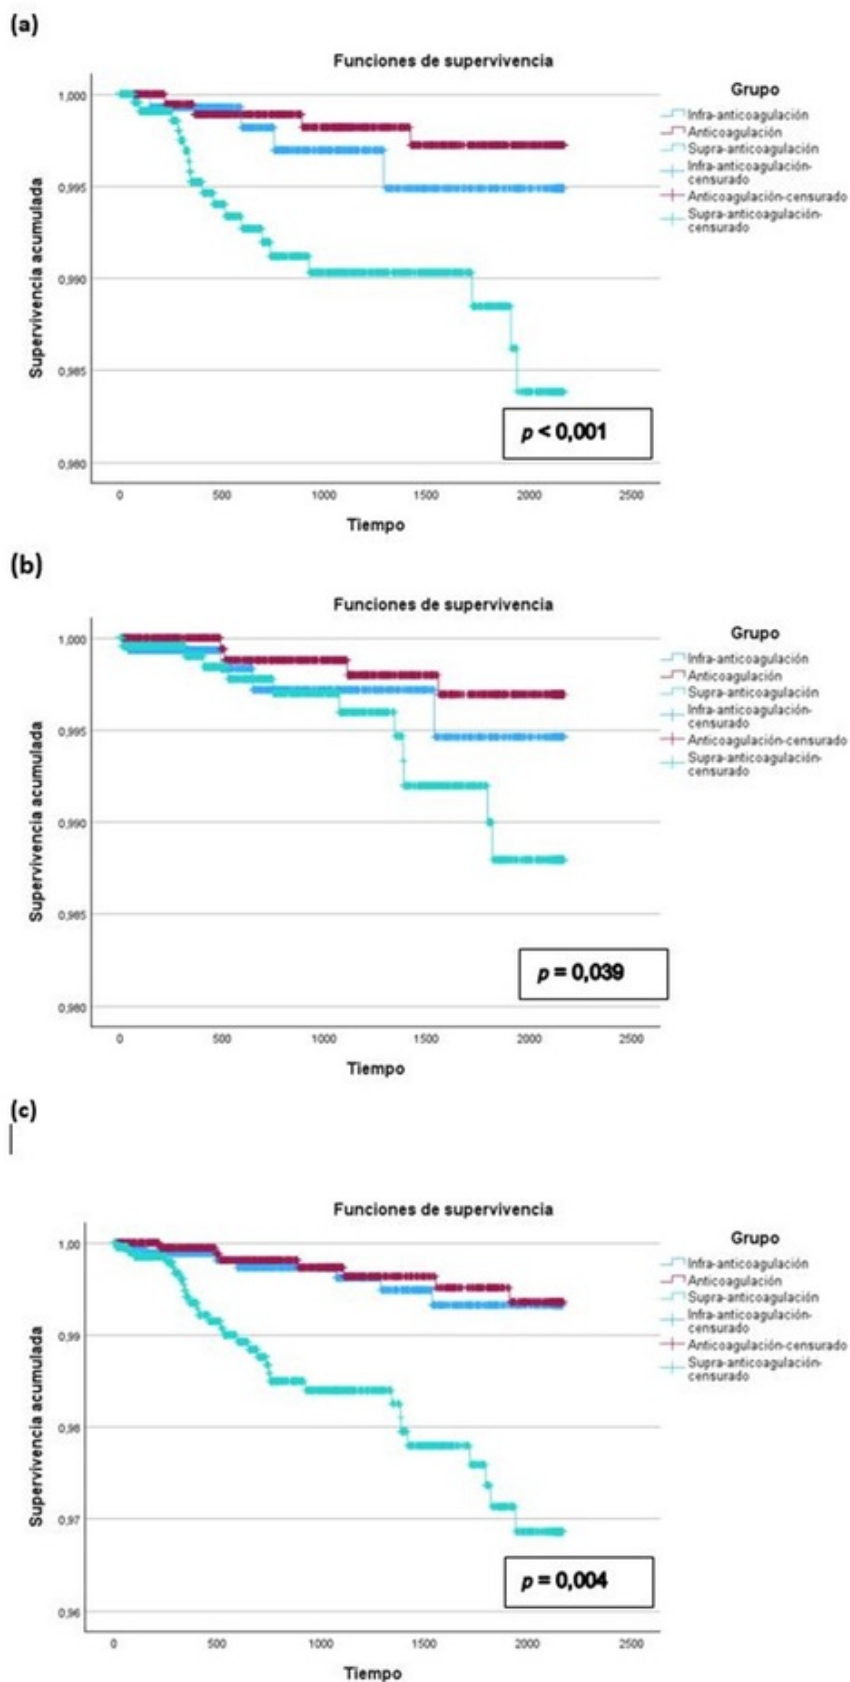 (a)
Funciones de supervivencia
Supervivencia acumulada
1,000
0,995
0,990
0,985
0,980
0
500
1000
1500
2000
2500
Tiempo
Grupo
Infra-anticoagulación
Anticoagulación
Supra-anticoagulación
Infra-anticoagulación-
censurado
Anticoagulación-censurado
Supra-anticoagulación-
censurado
p < 0,001
(b)
Funciones de supervivencia
Supervivencia acumulada
1,000
0,995
0,990
0,985
0,980
0
500
1000
1500
2000
2500
Tiempo
Grupo
Infra-anticoagulación
Anticoagulación
Supra-anticoagulación
Infra-anticoagulación-
censurado
Anticoagulación-censurado
Supra-anticoagulación-
censurado
p = 0,039
(c)
Funciones de supervivencia
Supervivencia acumulada
1,00
0,99
0,98
0,97
0,96
0
500
1000
1500
2000
2500
Tiempo
Grupo
Infra-anticoagulación
Anticoagulación
Supra-anticoagulación
Infra-anticoagulación-
censurado
Anticoagulación-censurado
Supra-anticoagulación-
censurado
p = 0,004